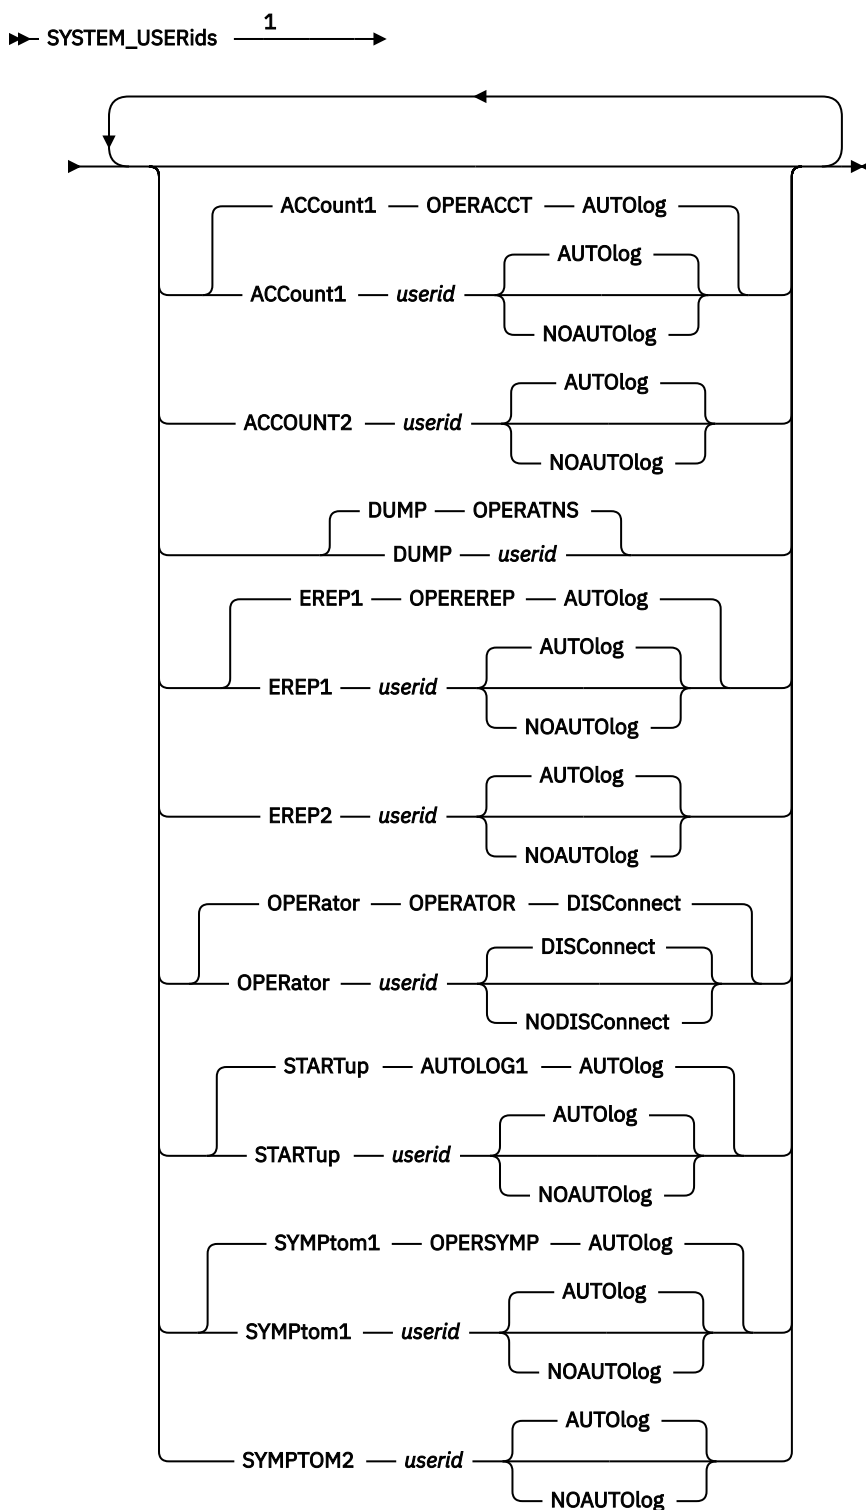 1
SYSTEM_USERids
ACCount1 OPERACCT AUTOlog
AUTOlog
ACCount1 userid
NOAUTOlog
AUTOlog
ACCOUNT2 userid
NOAUTOlog
DUMP OPERATNS
DUMP userid
EREP1 OPEREREP AUTOlog
AUTOlog
EREP1 userid
NOAUTOlog
AUTOlog
EREP2 userid
NOAUTOlog
OPERator OPERATOR DISConnect
DISConnect
OPERator userid
NODISConnect
STARTup AUTOLOG1 AUTOlog
AUTOlog
STARTup userid
NOAUTOlog
SYMPtom1 OPERSYMP AUTOlog
AUTOlog
SYMPtom1 userid
NOAUTOlog
AUTOlog
SYMPTOM2 userid
NOAUTOlog